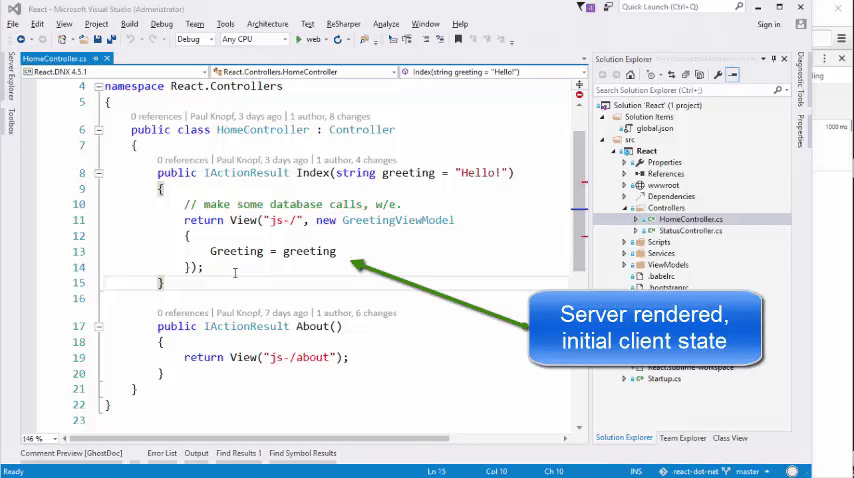 React - Microsoft Visual Studio (Administrator)
Quick Launch (Ctrl+Q)
File Edit View Project Build Debug Team Tools Architecture Test ReSharper Analyze Window Help
Sign in
Debug Any CPU web
HomeController.cs
React.DNX 4.5.1 React.Controllers.HomeController Index(string greeting = "Hello!")
Server Explorer
Toolbox
4 namespace React.Controllers
5 {
0 references | Paul Knopf, 3 days ago | 1 author, 8 changes
6 public class HomeController : Controller
7 {
0 references | Paul Knopf, 3 days ago | 1 author, 4 changes
8 public IActionResult Index(string greeting = "Hello!")
9 {
10 // make some database calls, w/e.
11 return View("js-/", new GreetingViewModel
12 {
13 Greeting = greeting
14 });
15 }
16
0 references | Paul Knopf, 7 days ago | 1 author, 6 changes
17 public IActionResult About()
18 {
19 return View("js-/about");
20 }
21 }
22 }
23
Server rendered,
initial client state
Solution Explorer
Search Solution Explorer (Ctrl+;)
Solution 'React' (1 project)
Solution Items
global.json
src
React
Properties
References
wwwroot
Dependencies
Controllers
HomeController.cs
StatusController.cs
Scripts
Services
ViewModels
.babelrc
.bootstraprc
React.sublime-workspace
Startup.cs
Solution Explorer Team Explorer Class View
Diagnostic Tools
Properties
1000 ms
146 %
Comment Preview [GhostDoc] Error List Output Find Results 1 Find Symbol Results
Ready Ln 15 Col 10 Ch 10 INS react-dot-net master